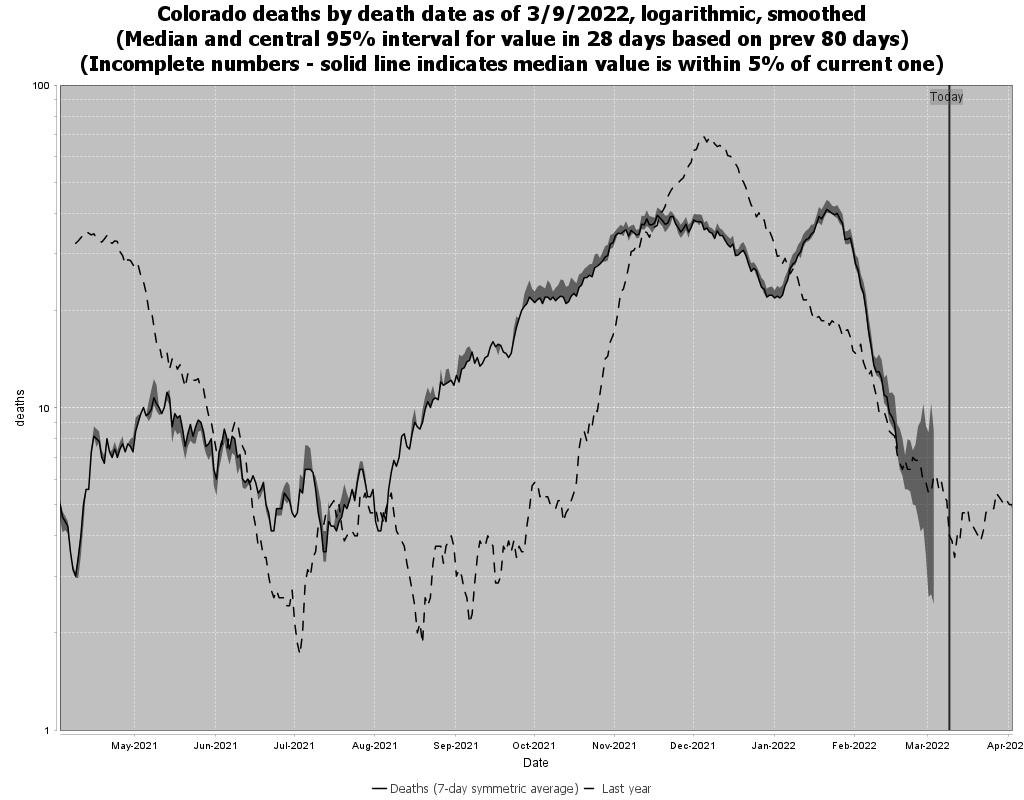 Colorado deaths by death date as of 3/9/2022, logarithmic, smoothed
(Median and central 95% interval for value in 28 days based on prev 80 days)
(Incomplete numbers - solid line indicates median value is within 5% of current one)
100
Today
deaths
10
1
May-2021 Jun-2021 Jul-2021 Aug-2021 Sep-2021 Oct-2021 Nov-2021 Dec-2021 Jan-2022 Feb-2022 Mar-2022 Apr-202
Date
Deaths (7-day symmetric average) Last year